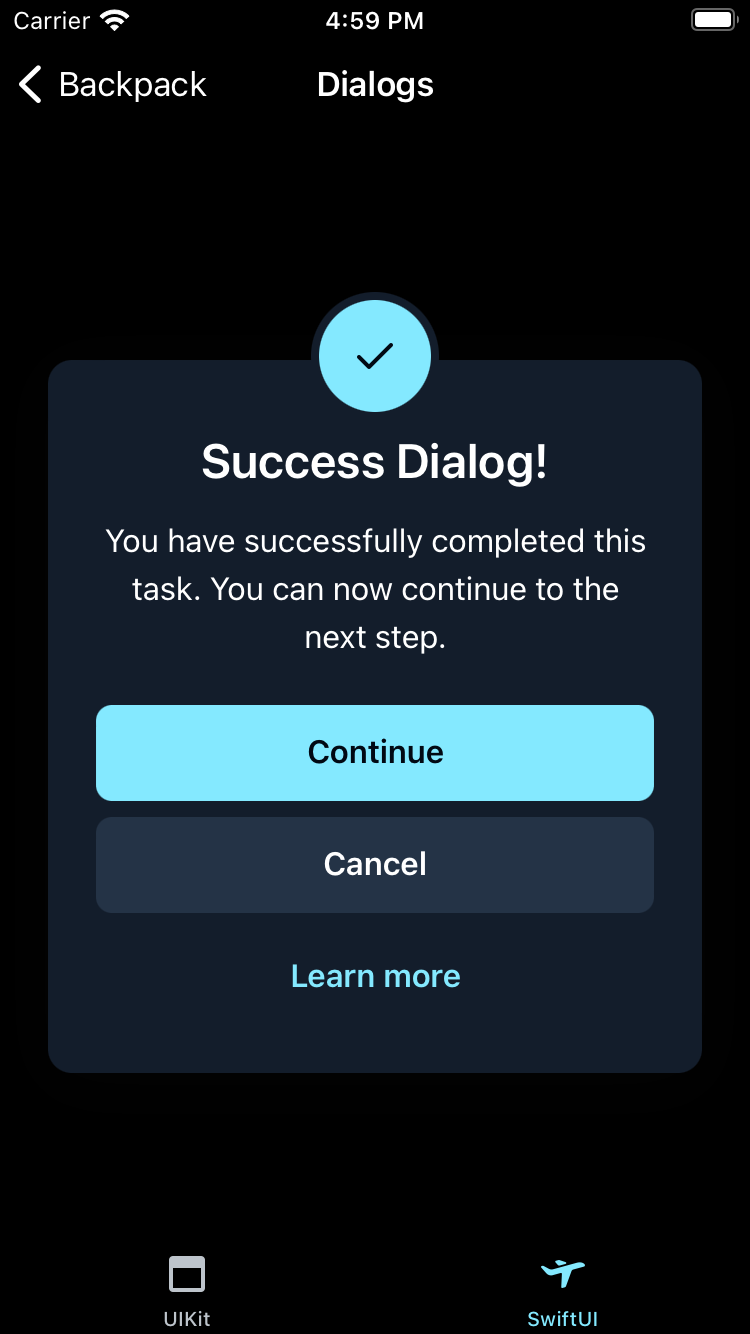 Carrier 4:59 PM
Backpack Dialogs
Success Dialog!
You have successfully completed this
task. You can now continue to the
next step.
Continue
Cancel
Learn more
UIKit SwiftUI